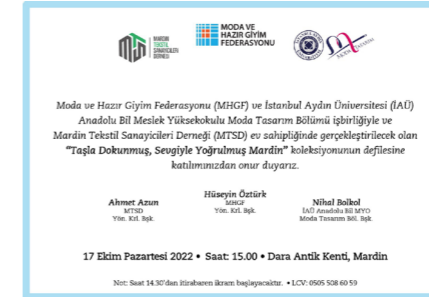 MARDİN
TEKSTİL
SANAYİCİLERİ
DERNEĞİ
MODA VE
HAZIR GİYİM
FEDERASYONU
Moda ve Hazır Giyim Federasyonu (MHGF) ve İstanbul Aydın Üniversitesi (İAÜ)
Anadolu Bil Meslek Yüksekokulu Moda Tasarım Bölümü işbirliğiyle ve
Mardin Tekstil Sanayicileri Derneği (MTSD) ev sahipliğinde gerçekleştirilecek olan
“Taşla Dokunmuş, Sevgiyle Yoğrulmuş Mardin” koleksiyonunun defilesine
katılımınızdan onur duyarız.
Ahmet Azun
MTSD
Yön. Krl. Bşk.
Hüseyin Öztürk
MHGF
Yön. Krl. Bşk.
Nihal Bolkol
İAÜ Anadolu Bil MYO
Moda Tasarım Böl. Bşk.
17 Ekim Pazartesi 2022 • Saat: 15.00 • Dara Antik Kenti, Mardin
Not: Saat 14.30'dan itibaren ikram başlayacaktır. • LCV: 0505 508 60 59